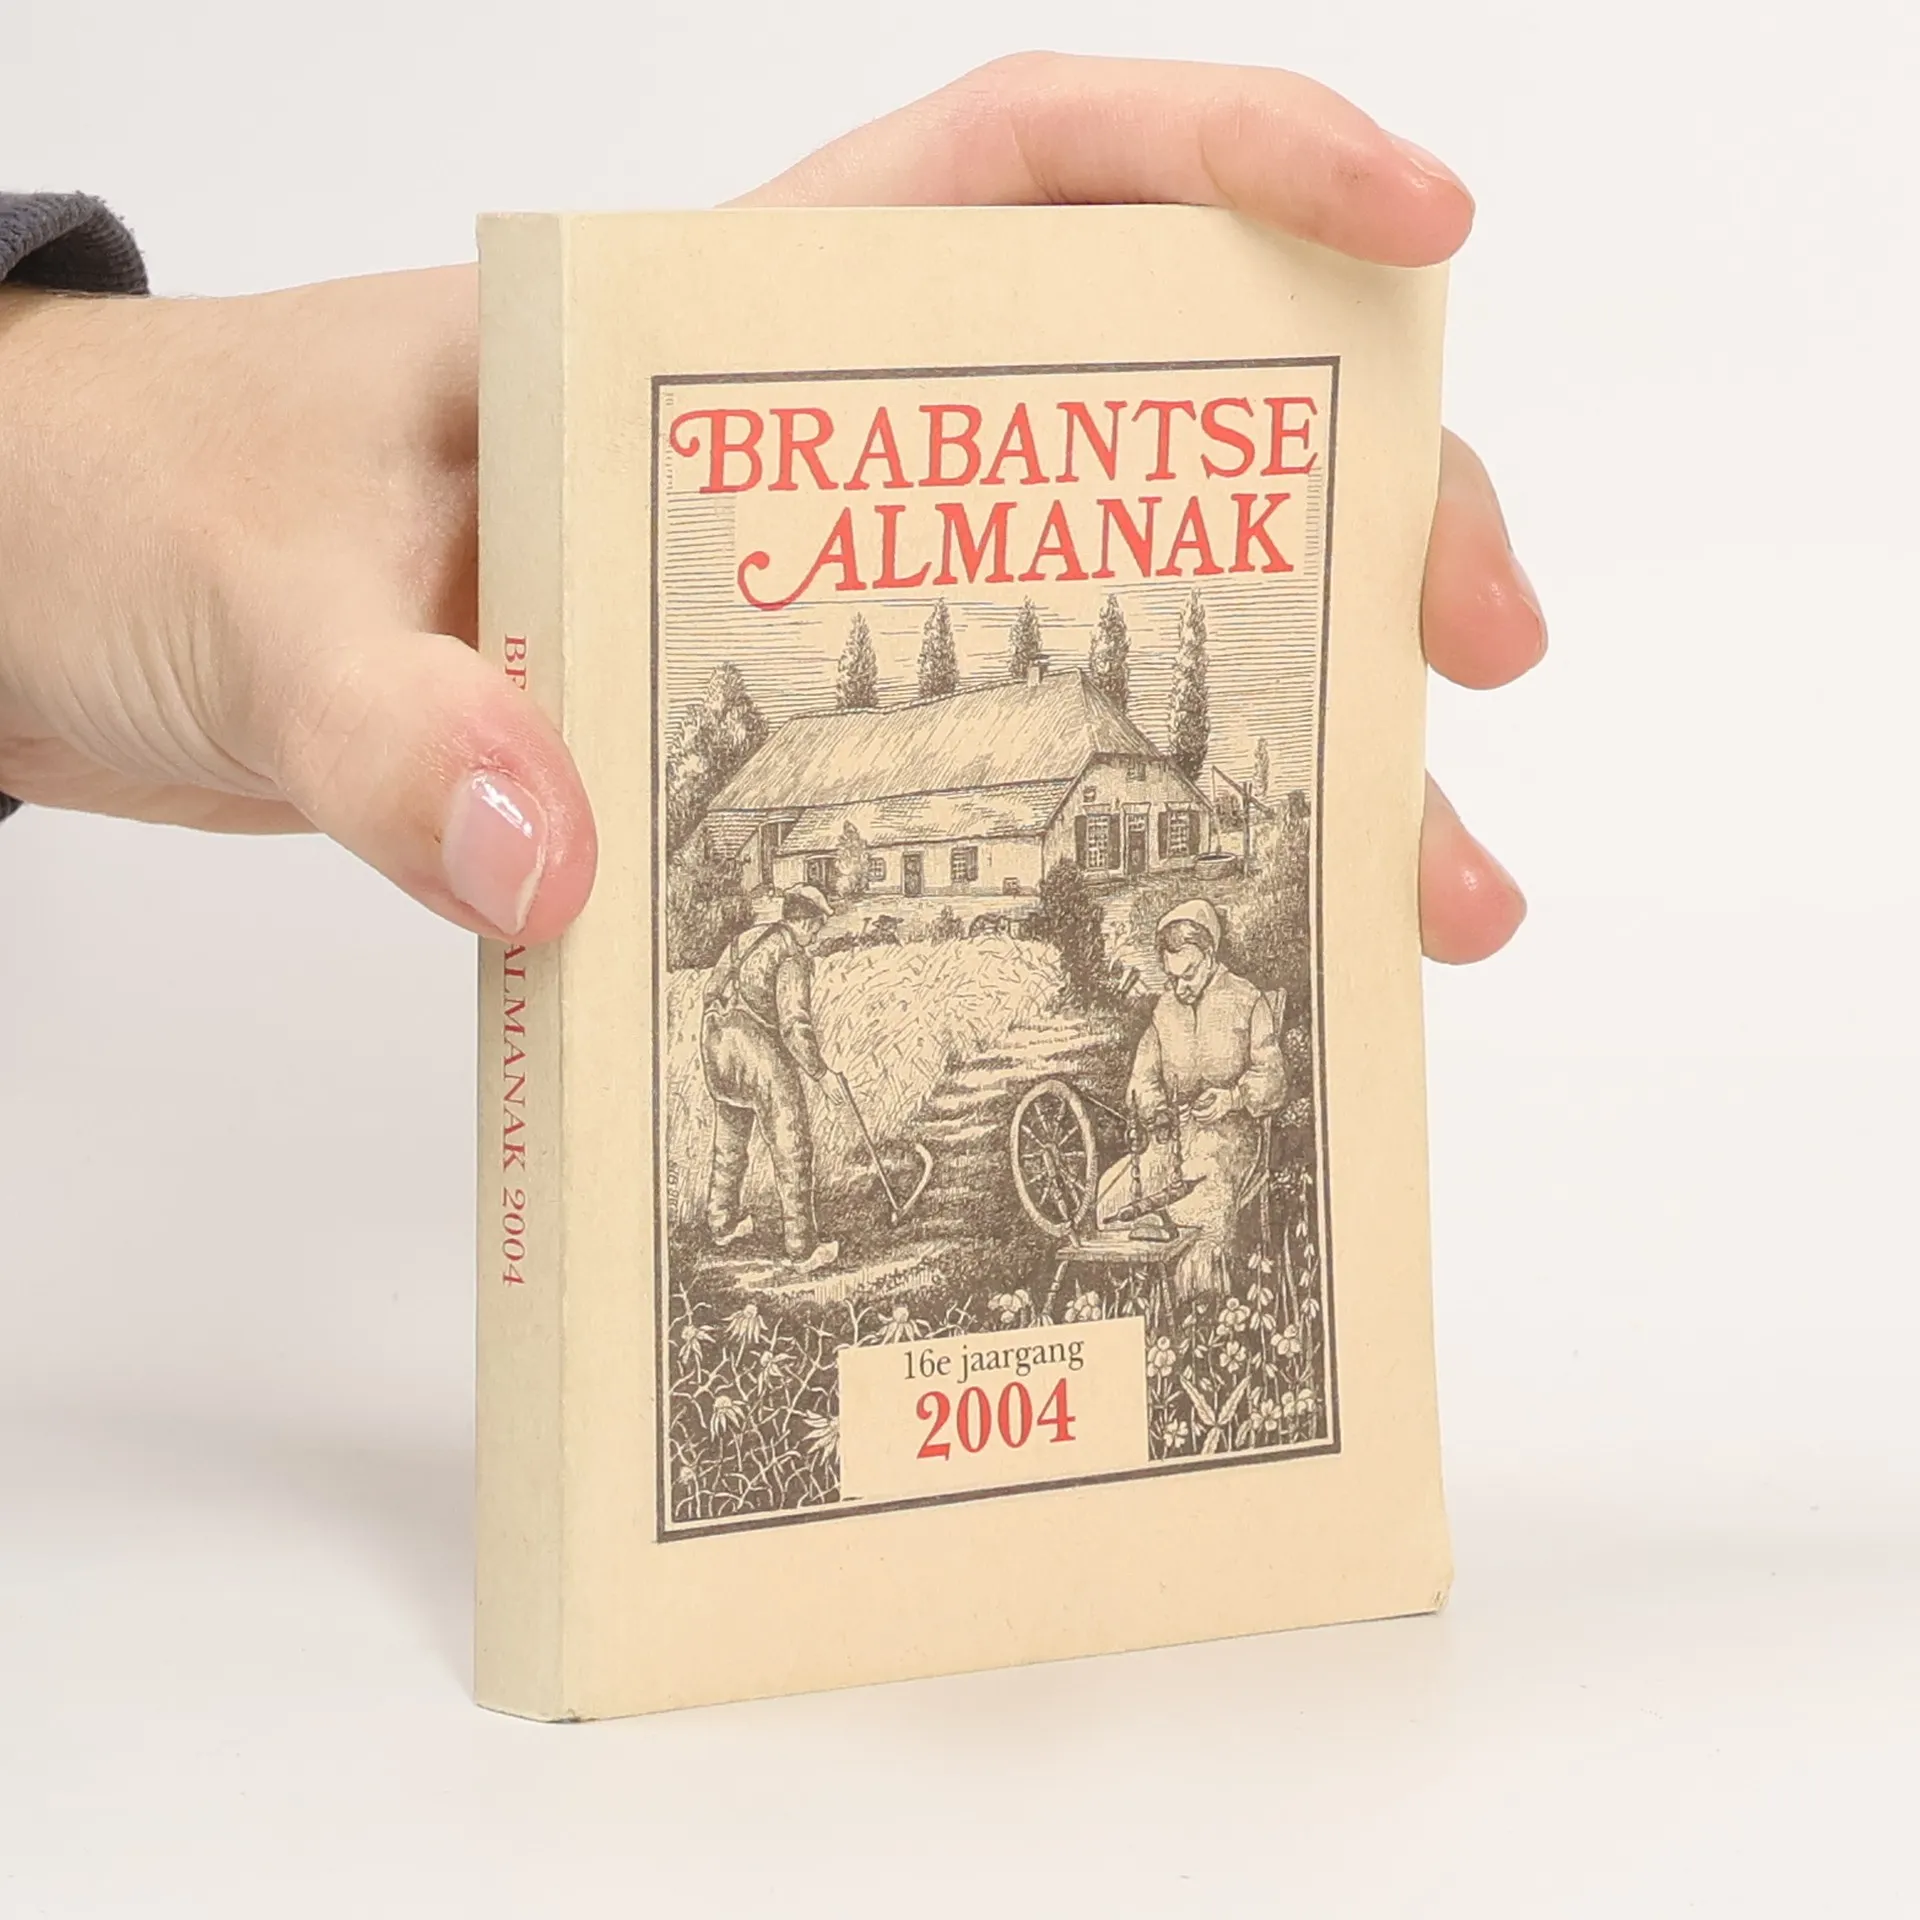 BRABANTSE
ALMANAK
16e jaargang
2004
ALMANAK 2004